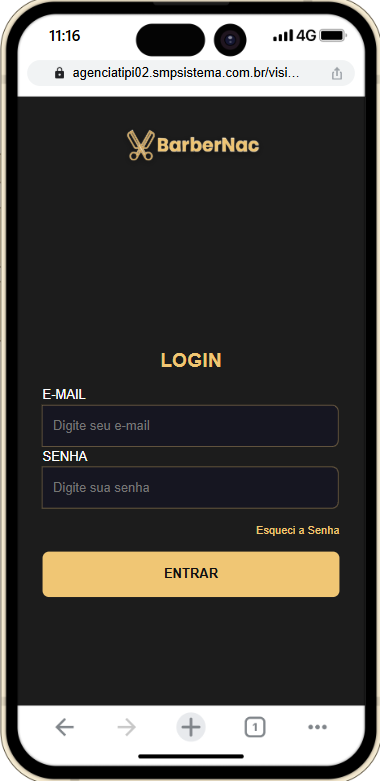 11:16
4G
agenciatipi02.smpsistema.com.br/visi...
BarberNac
LOGIN
E-MAIL
Digite seu e-mail
SENHA
Digite sua senha
Esqueci a Senha
ENTRAR
1